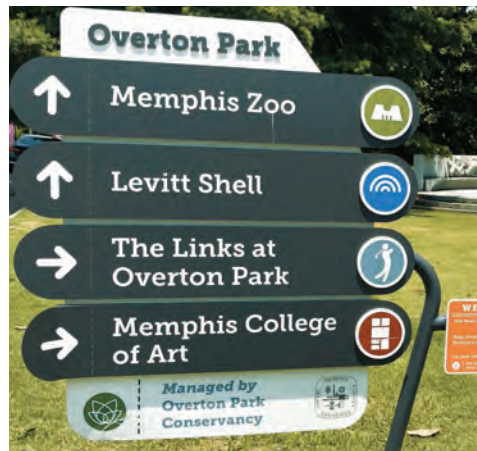 Overton Park
Memphis Zoo
Levitt Shell
The Links at
Overton Park
Memphis College
of Art
Managed by
Overton Park
Conservancy
WE